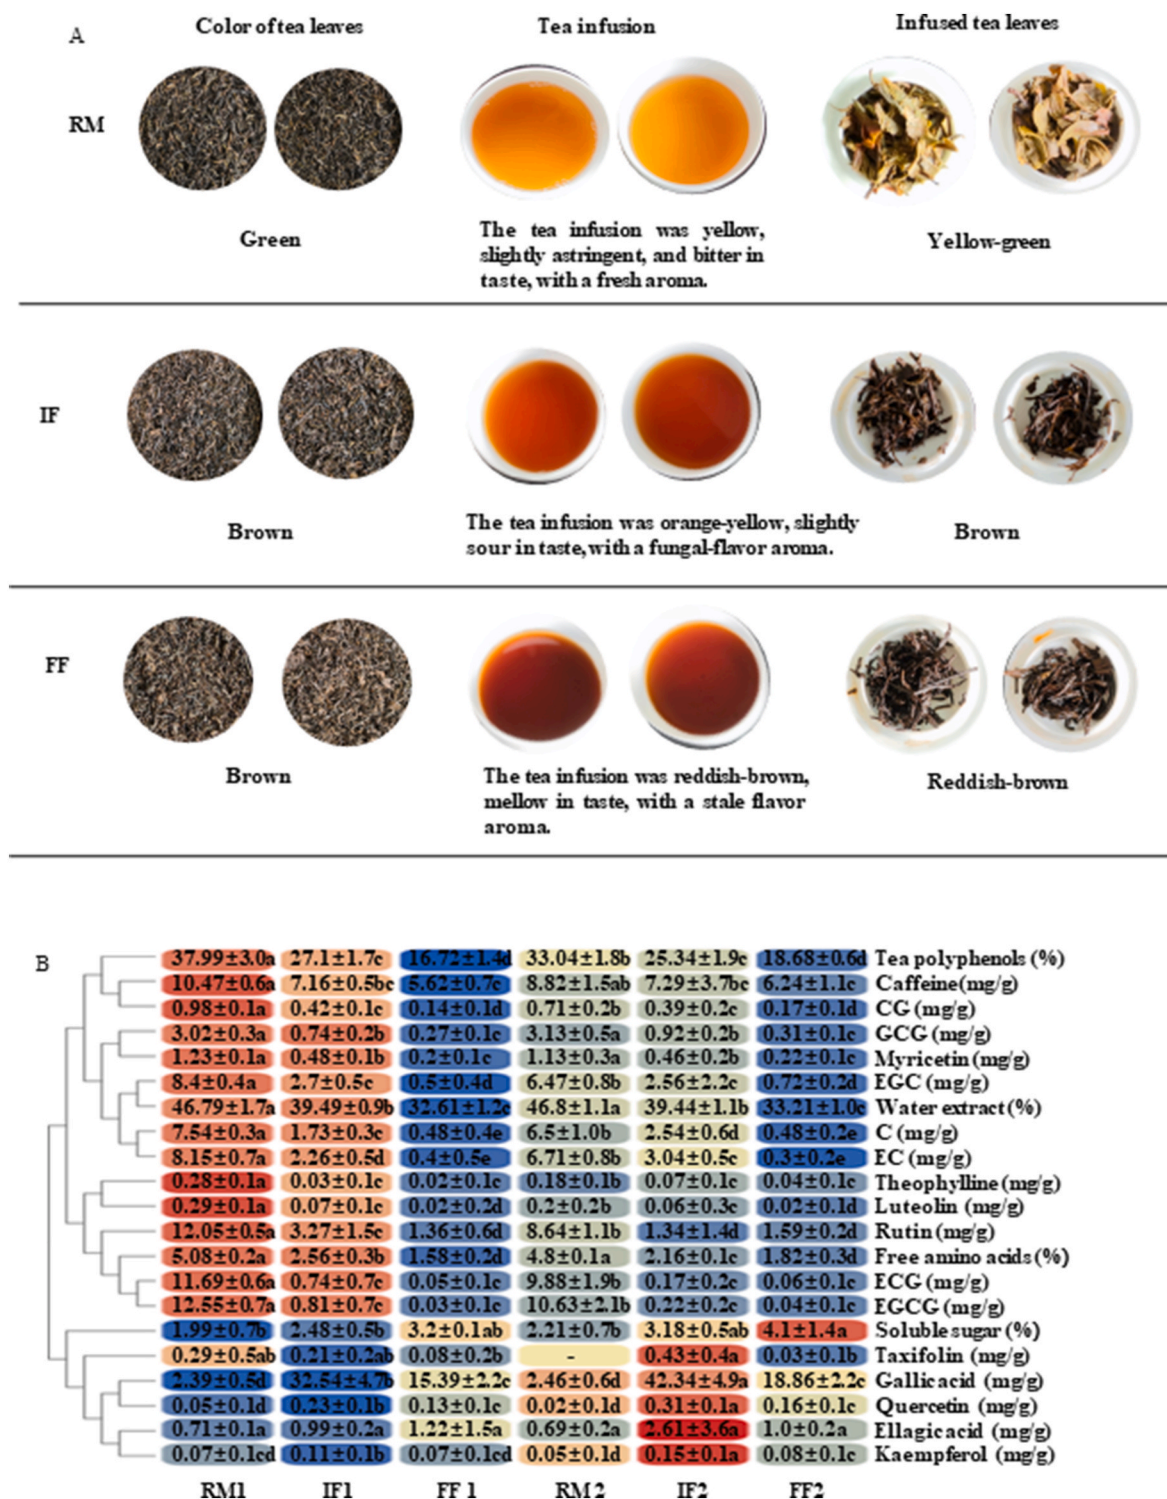 A
Color of tea leaves
Tea infusion
Infused tea leaves
RM
Green
The tea infusion was yellow,
slightly astringent, and bitter in
taste, with a fresh aroma.
Yellow-green
IF
Brown
The tea infusion was orange-yellow, slightly
sour in taste, with a fungal-flavor aroma.
Brown
FF
Brown
The tea infusion was reddish-brown,
mellow in taste, with a stale flavor
aroma.
Reddish-brown
B
37.99±3.0a 27.1±1.7c 16.72±1.4d 33.04±1.8b 25.34±1.9c 18.68±0.6d Tea polyphenols (%)
10.47±0.6a 7.16±0.5bc 5.62±0.7c 8.82±1.5ab 7.29±3.7bc 6.24±1.1c Caffeine (mg/g)
0.98±0.1a 0.42±0.1c 0.14±0.1d 0.71±0.2b 0.39±0.2c 0.17±0.1d CG (mg/g)
3.02±0.3a 0.74±0.2b 0.27±0.1c 3.13±0.5a 0.92±0.2b 0.31±0.1c GCG (mg/g)
1.23±0.1a 0.48±0.1b 0.2±0.1c 1.13±0.3a 0.46±0.2b 0.22±0.1c Myricetin (mg/g)
8.4±0.4a 2.7±0.5c 0.5±0.4d 6.47±0.8b 2.56±2.2c 0.72±0.2d EGC (mg/g)
46.79±1.7a 39.49±0.9b 32.61±1.2c 46.8±1.1a 39.44±1.1b 33.21±1.0c Water extract (%)
7.54±0.3a 1.73±0.3c 0.48±0.4e 6.5±1.0b 2.54±0.6d 0.48±0.2e C (mg/g)
8.15±0.7a 2.26±0.5d 0.4±0.5e 6.71±0.8b 3.04±0.5c 0.3±0.2e EC (mg/g)
0.28±0.1a 0.03±0.1c 0.02±0.1c 0.18±0.1b 0.07±0.1c 0.04±0.1c Theophylline (mg/g)
0.29±0.1a 0.07±0.1c 0.02±0.2d 0.2±0.2b 0.06±0.3c 0.02±0.1d Luteolin (mg/g)
12.05±0.5a 3.27±1.5c 1.36±0.6d 8.64±1.1b 1.34±1.4d 1.59±0.2d Rutin (mg/g)
5.08±0.2a 2.56±0.3b 1.58±0.2d 4.8±0.1a 2.16±0.1c 1.82±0.3d Free amino acids (%)
11.69±0.6a 0.74±0.7c 0.05±0.1c 9.88±1.9b 0.17±0.2c 0.06±0.1c ECG (mg/g)
12.55±0.7a 0.81±0.7c 0.03±0.1c 10.63±2.1b 0.22±0.2c 0.04±0.1c EGCG (mg/g)
1.99±0.7b 2.48±0.5b 3.2±0.1ab 2.21±0.7b 3.18±0.5ab 4.1±1.4a Soluble sugar (%)
0.29±0.5ab 0.21±0.2ab 0.08±0.2b - 0.43±0.4a 0.03±0.1b Taxifolin (mg/g)
2.39±0.5d 32.54±4.7b 15.39±2.2c 2.46±0.6d 42.34±4.9a 18.86±2.2c Gallic acid (mg/g)
0.05±0.1d 0.23±0.1b 0.13±0.1c 0.02±0.1d 0.31±0.1a 0.16±0.1c Quercetin (mg/g)
0.71±0.1a 0.99±0.2a 1.22±1.5a 0.69±0.2a 2.61±3.6a 1.0±0.2a Ellagic acid (mg/g)
0.07±0.1cd 0.11±0.1b 0.07±0.1cd 0.05±0.1d 0.15±0.1a 0.08±0.1c Kaempferol (mg/g)
RM1 IF1 FF 1 RM 2 IF2 FF2